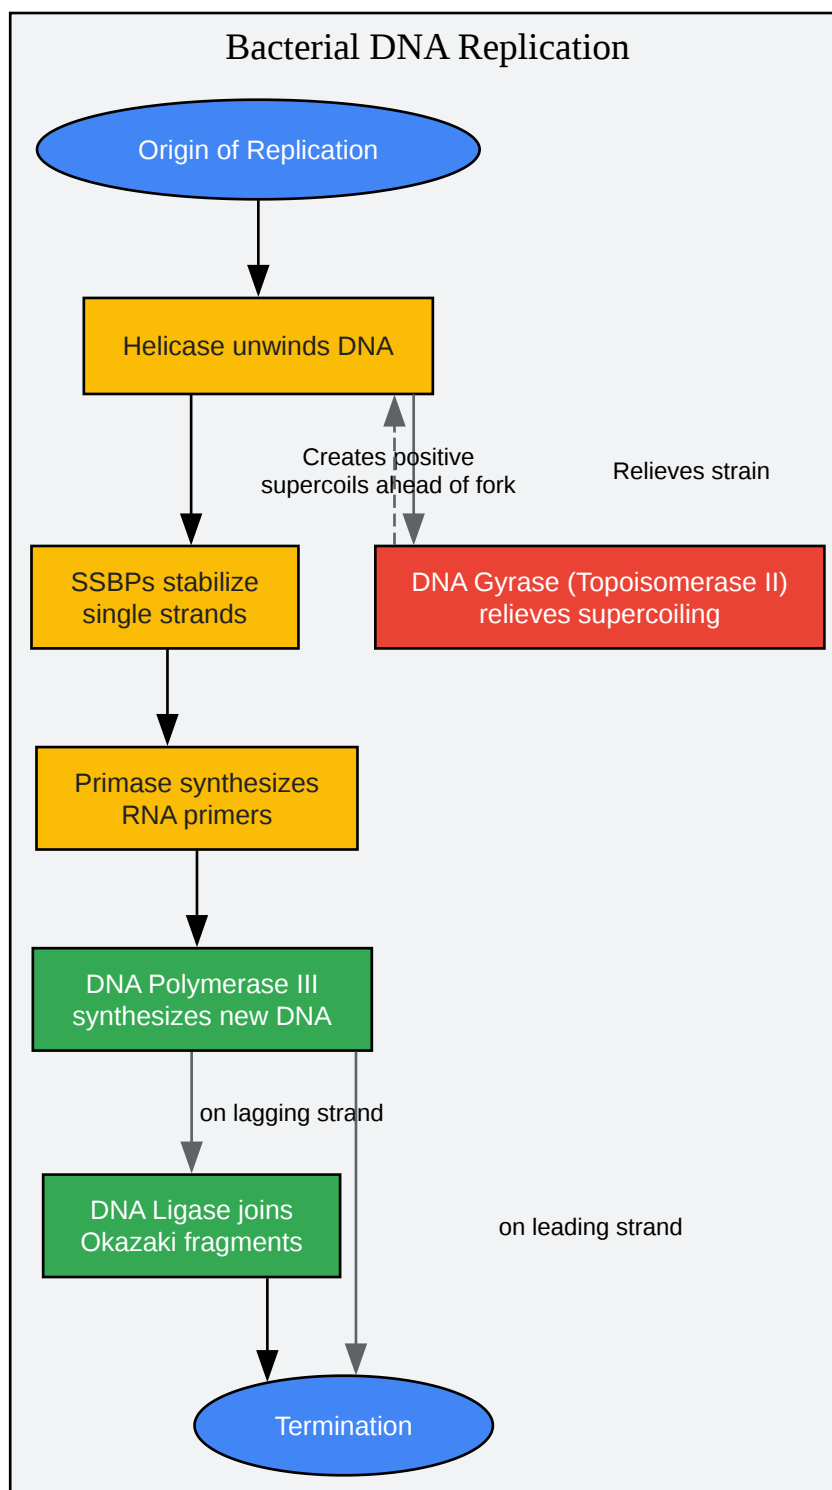 Bacterial DNA Replication
Origin of Replication
Helicase unwinds DNA
Creates positive
supercoils ahead of fork
Relieves strain
SSBPs stabilize
single strands
DNA Gyrase (Topoisomerase II)
relieves supercoiling
Primase synthesizes
RNA primers
DNA Polymerase III
synthesizes new DNA
on lagging strand
DNA Ligase joins
Okazaki fragments
on leading strand
Termination